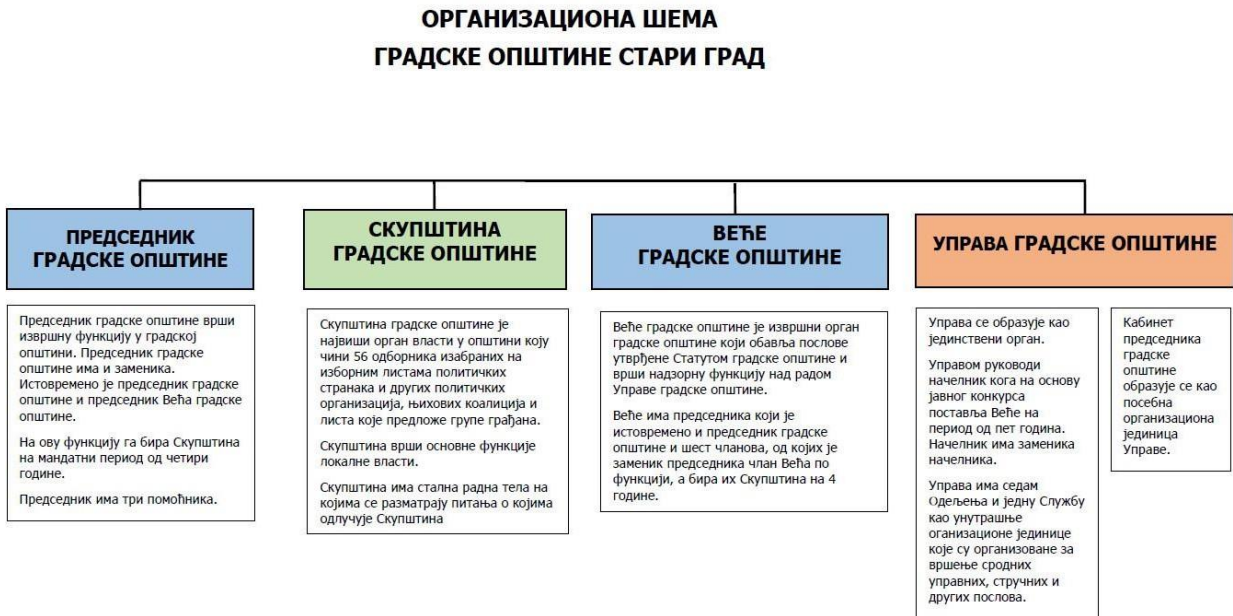 ОРГАНИЗАЦИОНА ШЕМА
ГРАДСКЕ ОПШТИНЕ СТАРИ ГРАД
ПРЕДСЕДНИК
ГРАДСКЕ ОПШТИНЕ
Председник градске општине врши
извршну функцију у градској
општини. Председник градске
општине има и заменика.
Истовремено је председник градске
општине и председник Већа градске
општине.
На ову функцију га бира Скупштина
на мандатни период од четири
године.
Председник има три помоћника.
СКУПШТИНА
ГРАДСКЕ ОПШТИНЕ
Скупштина градске општине је
највиши орган власти у општини коју
чини 56 одборника изабраних на
изборним листама политичких
странака и других политичких
организација, њихових коалиција и
листа које предложе групе грађана.
Скупштина врши основне функције
локалне власти.
Скупштина има стална радна тела на
којима се разматрају питања о којима
одлучује Скупштина
ВЕЋЕ
ГРАДСКЕ ОПШТИНЕ
Веће градске општине је извршни орган
градске општине који обавља послове
утврђене Статутом градске општине и
врши надзорну функцију над радом
Управе градске општине.
Веће има председника који је
истовремено и председник градске
општине и шест чланова, од којих је
заменик председника члан Већа по
функцији, а бира их Скупштина на 4
године.
УПРАВА ГРАДСКЕ ОПШТИНЕ
Управа се образује као
јединствени орган.
Управом руководи
начелник кога на основу
јавног конкурса
поставља Веће на
период од пет година.
Начелник има заменика
начелника.
Управа има седам
Одељења и једну Службу
као унутрашње
оганизационе јединице
које су организоване за
вршење сродних
управних, стручних и
других послова.
Кабинет
председника
градске
општине
образује се као
посебна
организациона
јединица
Управе.